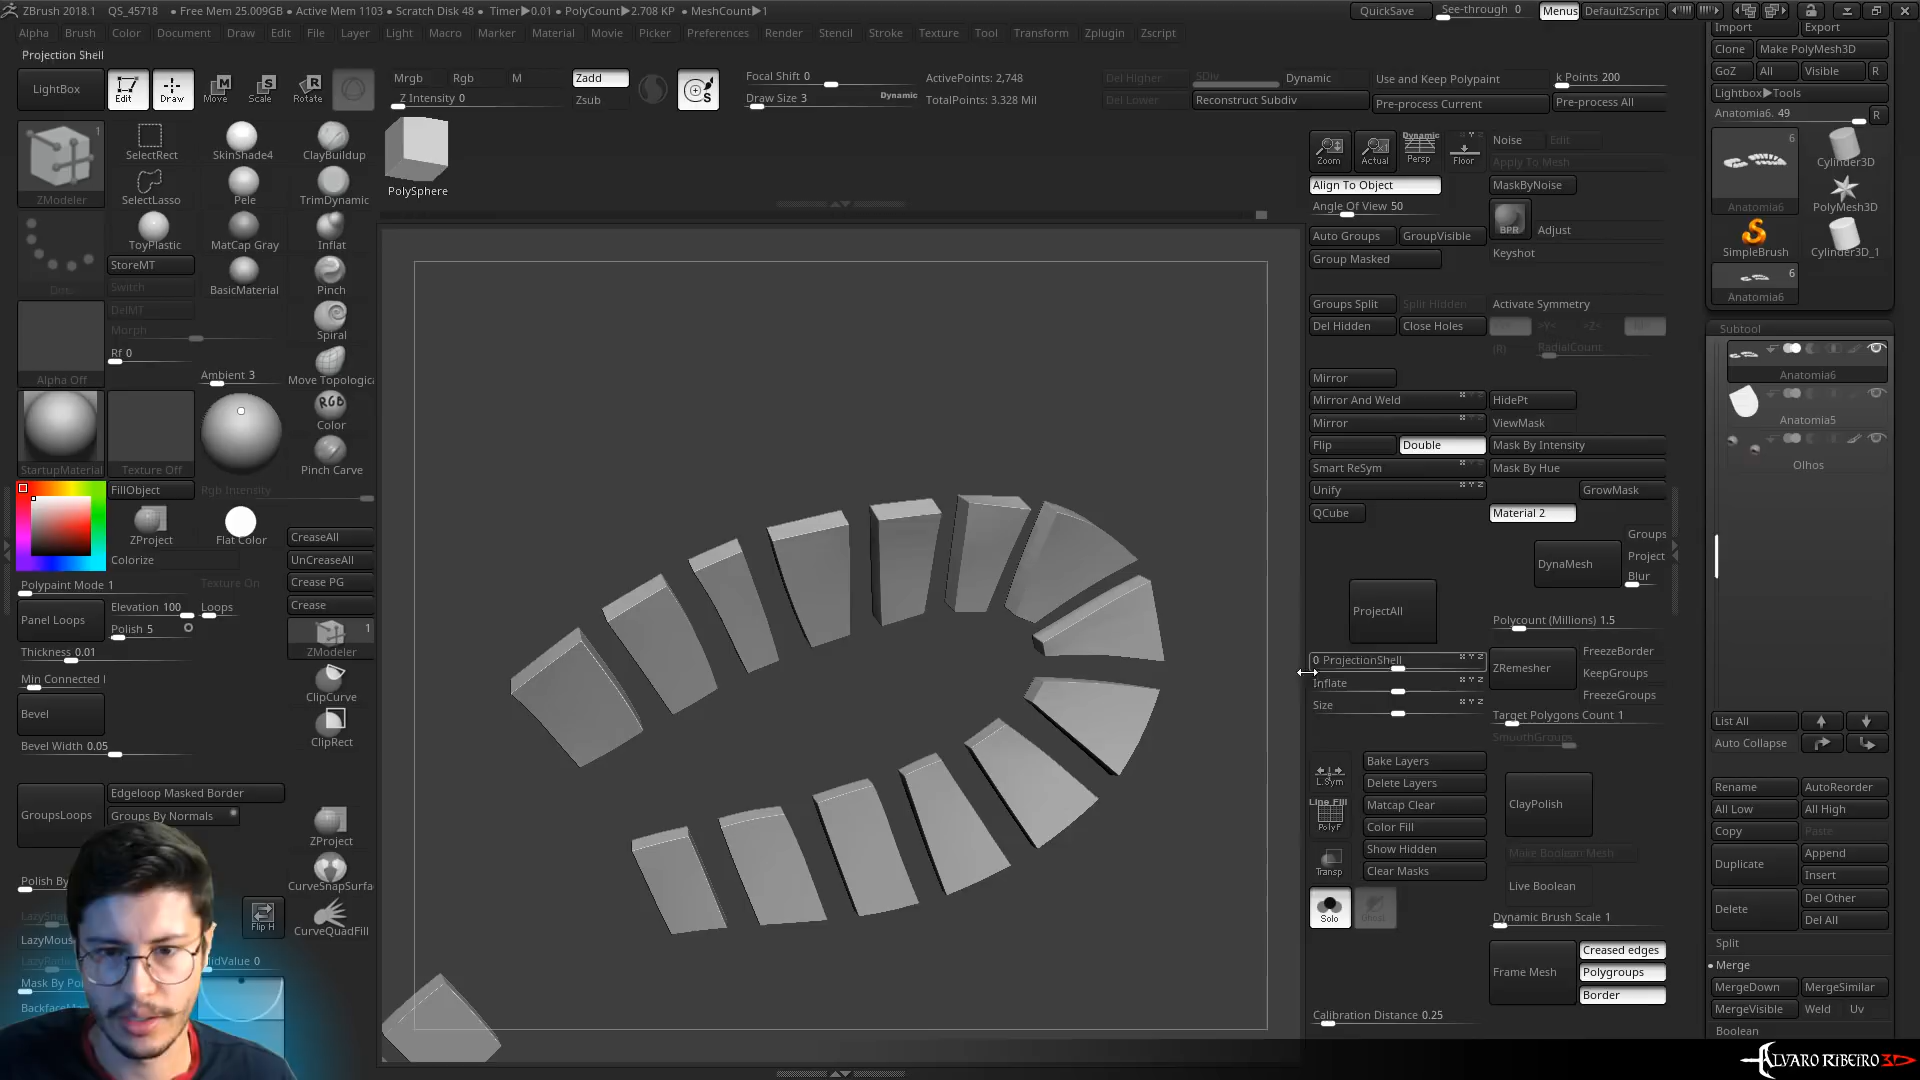 ZBrush 2018.1 QS_45718 • Free Mem 25.009GB • Active Mem 1103 • Scratch Disk 48 • Timer▶0.01 • PolyCount▶2.708 KP • MeshCount▶1
QuickSave See-through 0 Menus DefaultZScript
Alpha Brush Color Document Draw Edit File Layer Light Macro Marker Material Movie Picker Preferences Render Stencil Stroke Texture Tool Transform Zplugin Zscript
Projection Shell
LightBox Edit Draw Move Scale Rotate
Mrgb Rgb M
Z Intensity 0
Zadd
Zsub
Focal Shift 0
Draw Size 3 Dynamic
ActivePoints: 2,748
TotalPoints: 3.328 Mil
Del Higher SDiv Dynamic
Del Lower Reconstruct Subdiv
Use and Keep Polypaint k Points 200
Pre-process Current Pre-process All
PolySphere
1
ZModeler
SelectRect SkinShade4 ClayBuildup
SelectLasso Pele TrimDynamic
ToyPlastic MatCap Gray Inflat
StoreMT
Switch BasicMaterial Pinch
DelMT
Morph Spiral
Rf 0
Alpha Off Ambient 3 Move Topologica
RGB
Color
StartupMaterial Texture Off Pinch Carve
FillObject Rgb Intensity
ZProject Flat Color CreaseAll
Colorize UnCreaseAll
Polypaint Mode 1 Texture On Crease PG
Panel Loops Elevation 100 Loops Crease
Polish 5
1
ZModeler
Thickness 0.01
Min Connected
Bevel ClipCurve
Bevel Width 0.05 ClipRect
GroupsLoops Edgeloop Masked Border
Groups By Normals
ZProject
Polish By
CurveSnapSurfa
Flip H CurveQuadFill
LazyMous
Mask By Po
Zoom Actual Dynamic Persp Floor
Noise Edit
Apply To Mesh
Align To Object MaskByNoise
Angle Of View 50
BPR Adjust
Auto Groups GroupVisible
Group Masked Keyshot
Groups Split Split Hidden Activate Symmetry
Del Hidden Close Holes
(R) RadialCount
Mirror
Mirror And Weld HidePt
Mirror ViewMask
Flip Double Mask By Intensity
Smart ReSym Mask By Hue
Unify GrowMask
QCube Material 2
Groups
Project
DynaMesh
Blur
ProjectAll
Polycount (Millions) 1.5
0 ProjectionShell
Inflate
Size
ZRemesher FreezeBorder
KeepGroups
FreezeGroups
Target Polygons Count 1
SmoothGroups
L.Sym
Line Fill
PolyF
Transp
Solo Ghost
Bake Layers
Delete Layers
Matcap Clear
Color Fill
Show Hidden
Clear Masks
ClayPolish
Make Boolean Mesh
Live Boolean
Dynamic Brush Scale 1
Frame Mesh Creased edges
Polygroups
Border
Calibration Distance 0.25
Import Export
Clone Make PolyMesh3D
GoZ All Visible R
Lightbox▶Tools
Anatomia6. 49 R
6
Anatomia6 Cylinder3D
PolyMesh3D
SimpleBrush Cylinder3D_1
6
Anatomia6
Subtool
Anatomia6
Anatomia5
Olhos
List All
Auto Collapse
Rename AutoReorder
All Low All High
Copy Paste
Duplicate Append
Insert
Delete Del Other
Del All
Split
• Merge
MergeDown MergeSimilar
MergeVisible Weld Uv
Boolean
ALVARO RIBEIRO 3D